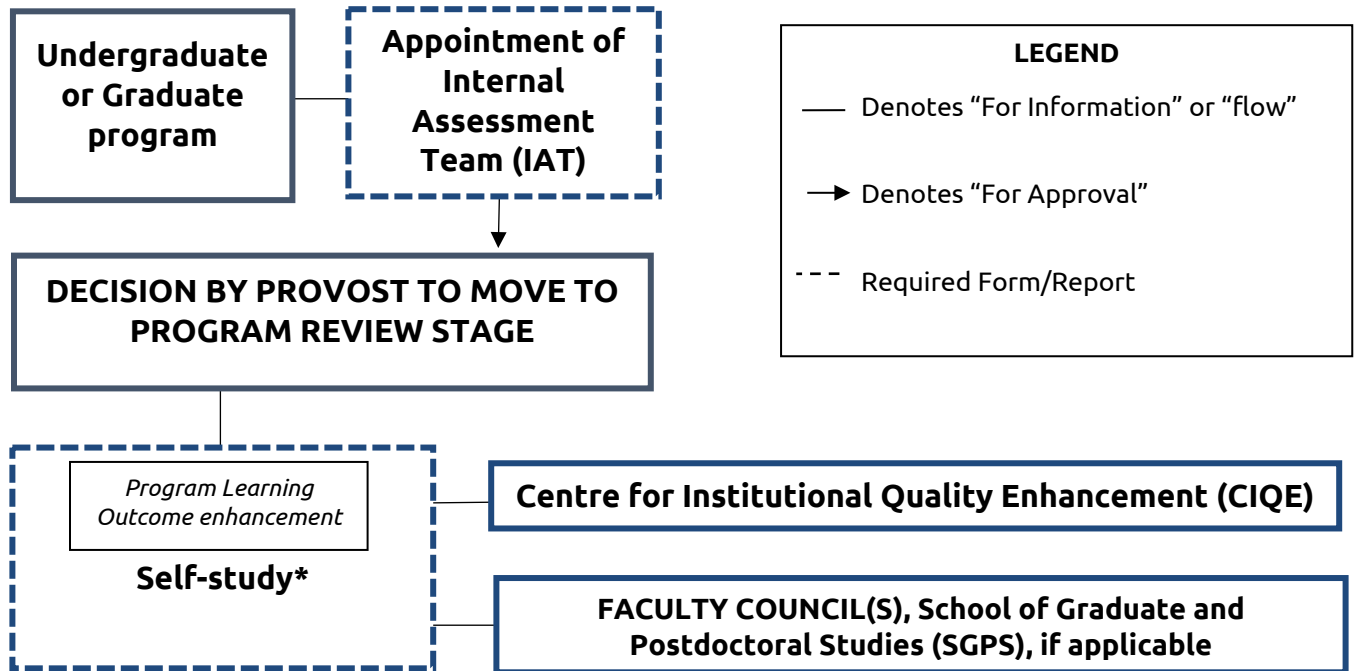 Undergraduate
or Graduate
program
Appointment of
Internal
Assessment
Team (IAT)
LEGEND
Denotes “For Information” or “flow”
Denotes “For Approval”
Required Form/Report
DECISION BY PROVOST TO MOVE TO
PROGRAM REVIEW STAGE
Program Learning
Outcome enhancement
Self-study*
Centre for Institutional Quality Enhancement (CIQE)
FACULTY COUNCIL(S), School of Graduate and
Postdoctoral Studies (SGPS), if applicable